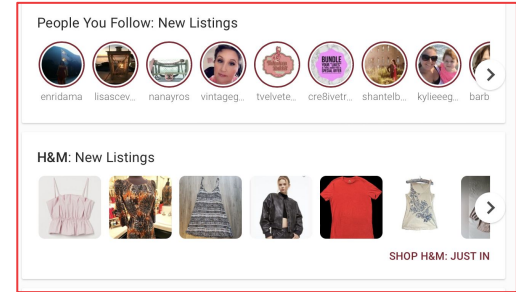 People You Follow: New Listings
enridama lisascev... nanayros vintageg... tvelvete... cre8ivetr... shantelb... kylieeeg... barb
BUNDLE
H&M: New Listings
SHOP H&M: JUST IN